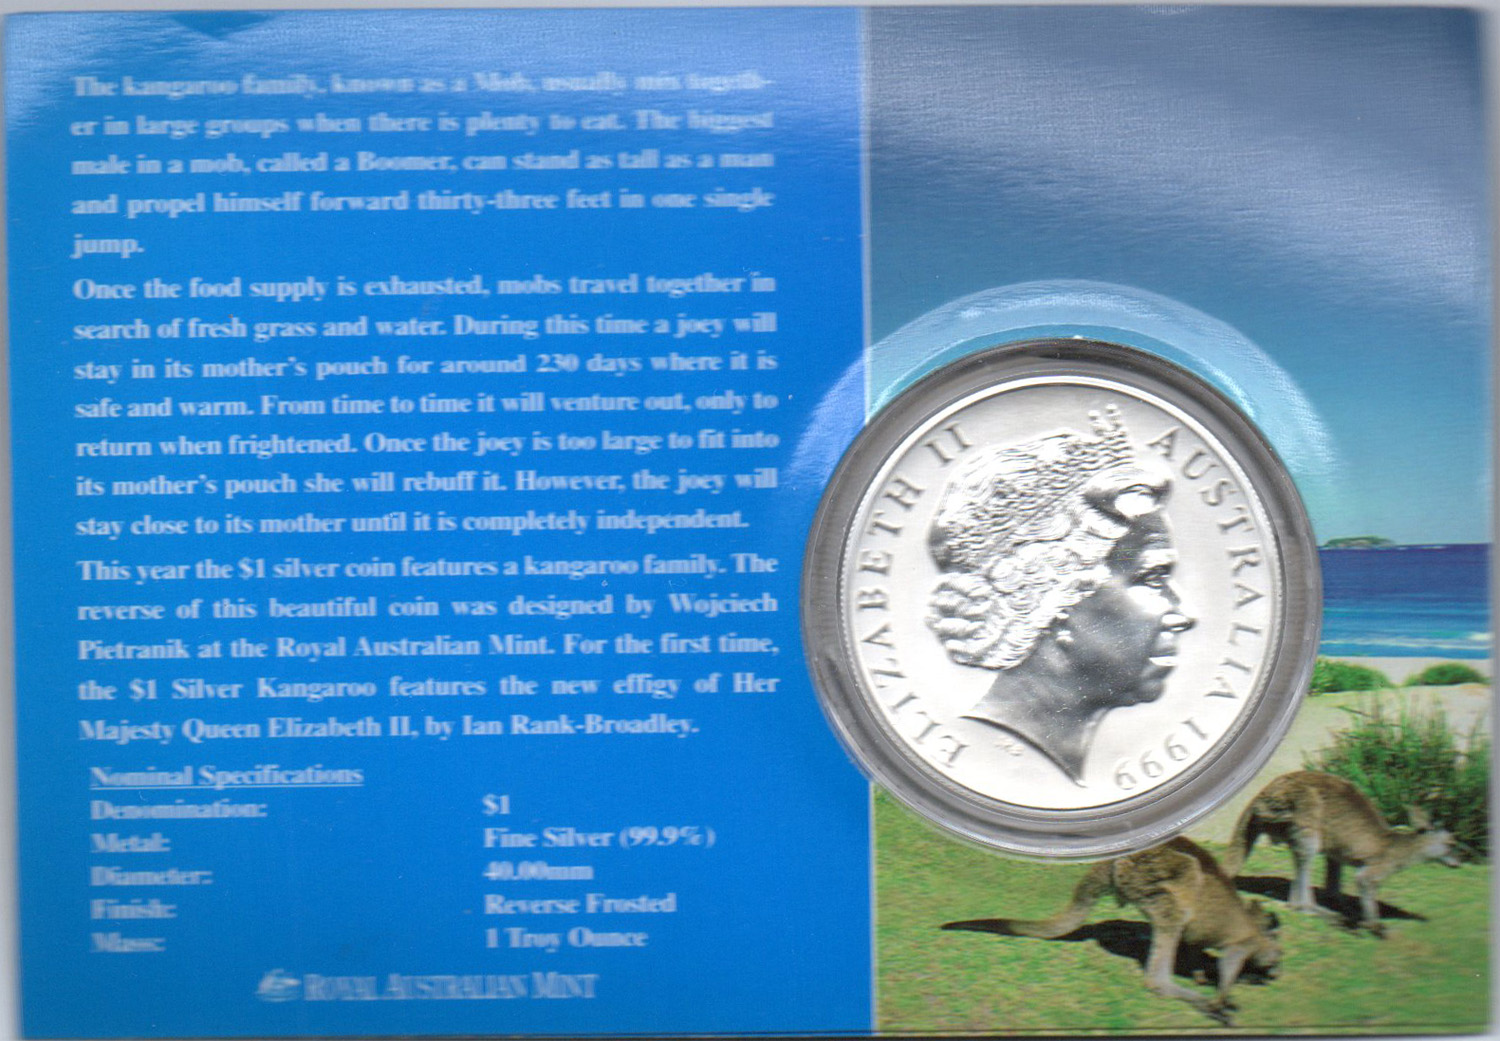 The kangaroo family, known as a Mob, usually mix togeth-
er in large groups when there is plenty to eat. The biggest
male in a mob, called a Boomer, can stand as tall as a man
and propel himself forward thirty-three feet in one single
jump.
Once the food supply is exhausted, mobs travel together in
search of fresh grass and water. During this time a joey will
stay in its mother's pouch for around 230 days where it is
safe and warm. From time to time it will venture out, only to
return when frightened. Once the joey is too large to fit into
its mother's pouch she will rebuff it. However, the joey will
stay close to its mother until it is completely independent.
This year the $1 silver coin features a kangaroo family. The
reverse of this beautiful coin was designed by Wojciech
Pietranik at the Royal Australian Mint. For the first time,
the $1 Silver Kangaroo features the new effigy of Her
Majesty Queen Elizabeth II, by Ian Rank-Broadley.
Nominal Specifications
Denomination: $1
Metal: Fine Silver (99.9%)
Diameter: 40.00mm
Finish: Reverse Frosted
Mass: 1 Troy Ounce
ROYAL AUSTRALIAN MINT
ELIZABETH II AUSTRALIA 1999